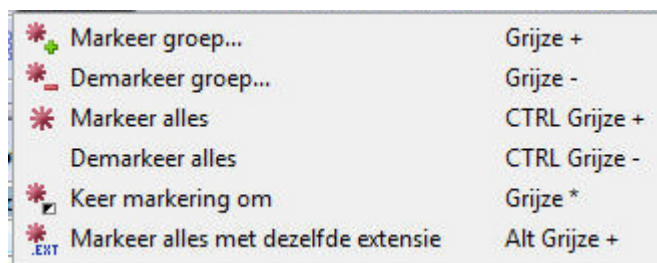 Markeer groep... Grijze +
Demarkeer groep... Grijze -
Markeer alles CTRL Grijze +
Demarkeer alles CTRL Grijze -
Keer markering om Grijze *
.EXT Markeer alles met dezelfde extensie Alt Grijze +